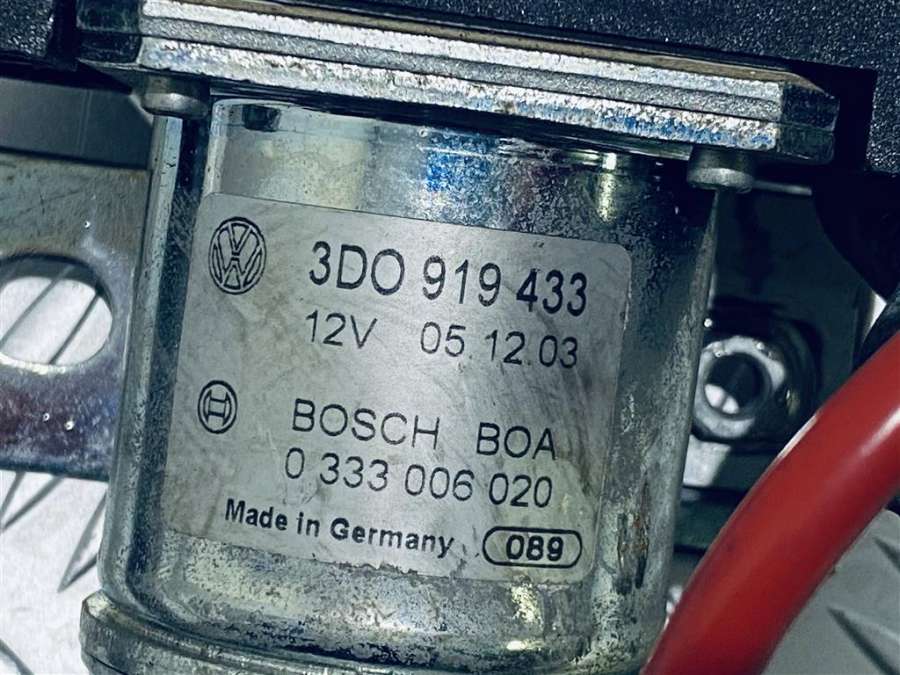 3D0 919 433
12V 05.12.03
BOSCH BOA
0 333 006 020
Made in Germany 089